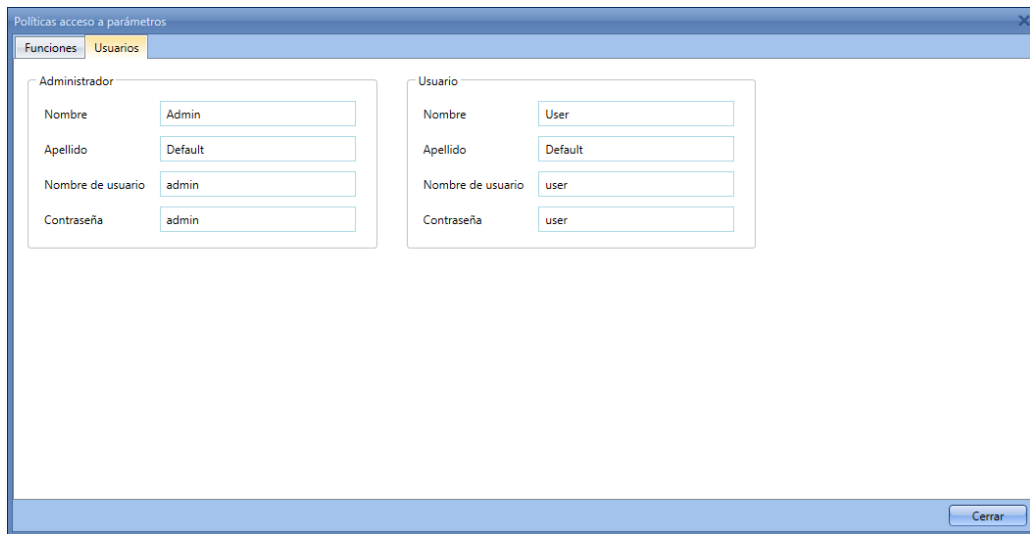 Políticas acceso a parámetros
Funciones Usuarios
Administrador
Nombre Admin
Apellido Default
Nombre de usuario admin
Contraseña admin
Usuario
Nombre User
Apellido Default
Nombre de usuario user
Contraseña user
Cerrar